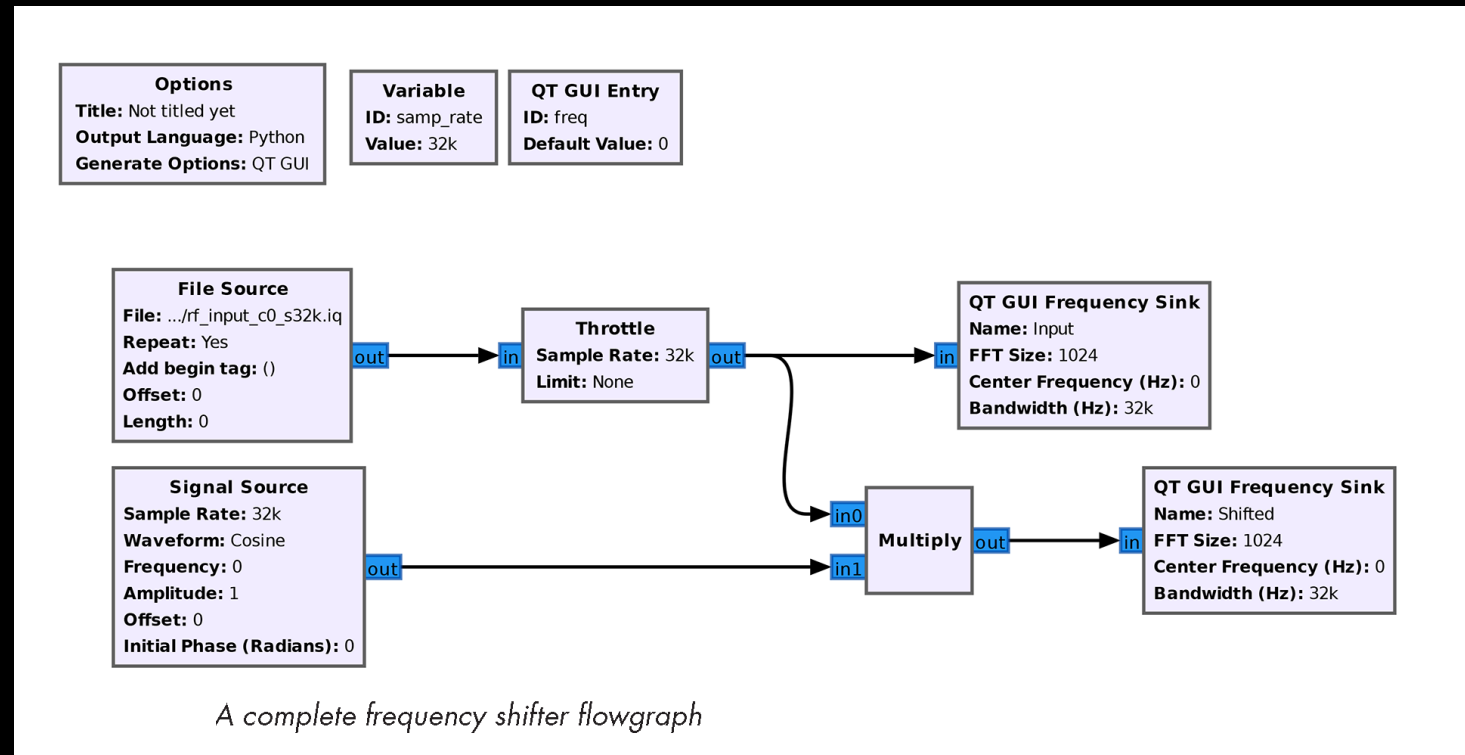 Options
Title: Not titled yet
Output Language: Python
Generate Options: QT GUI
Variable
ID: samp_rate
Value: 32k
QT GUI Entry
ID: freq
Default Value: 0
File Source
File: .../rf_input_c0_s32k.iq
Repeat: Yes
Add begin tag: ()
Offset: 0
Length: 0
out
in
Throttle
Sample Rate: 32k
Limit: None
out
in
QT GUI Frequency Sink
Name: Input
FFT Size: 1024
Center Frequency (Hz): 0
Bandwidth (Hz): 32k
Signal Source
Sample Rate: 32k
Waveform: Cosine
Frequency: 0
Amplitude: 1
Offset: 0
Initial Phase (Radians): 0
out
in0
in1
Multiply
out
in
QT GUI Frequency Sink
Name: Shifted
FFT Size: 1024
Center Frequency (Hz): 0
Bandwidth (Hz): 32k
A complete frequency shifter flowgraph